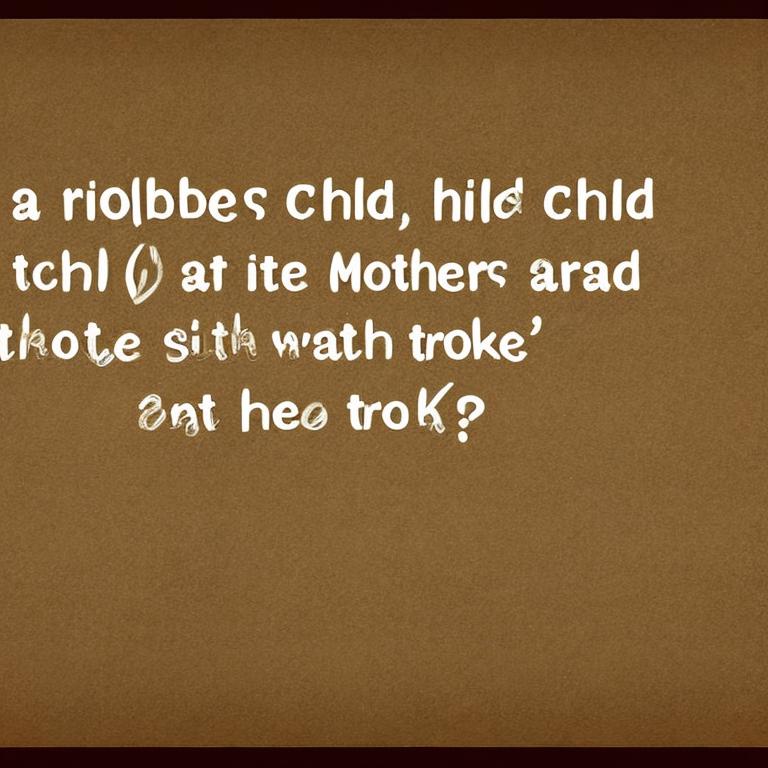 a riolbbes chld, hild chld
tchl () at ite Mothers arad
thote sith wath troke'
ant heo trok?